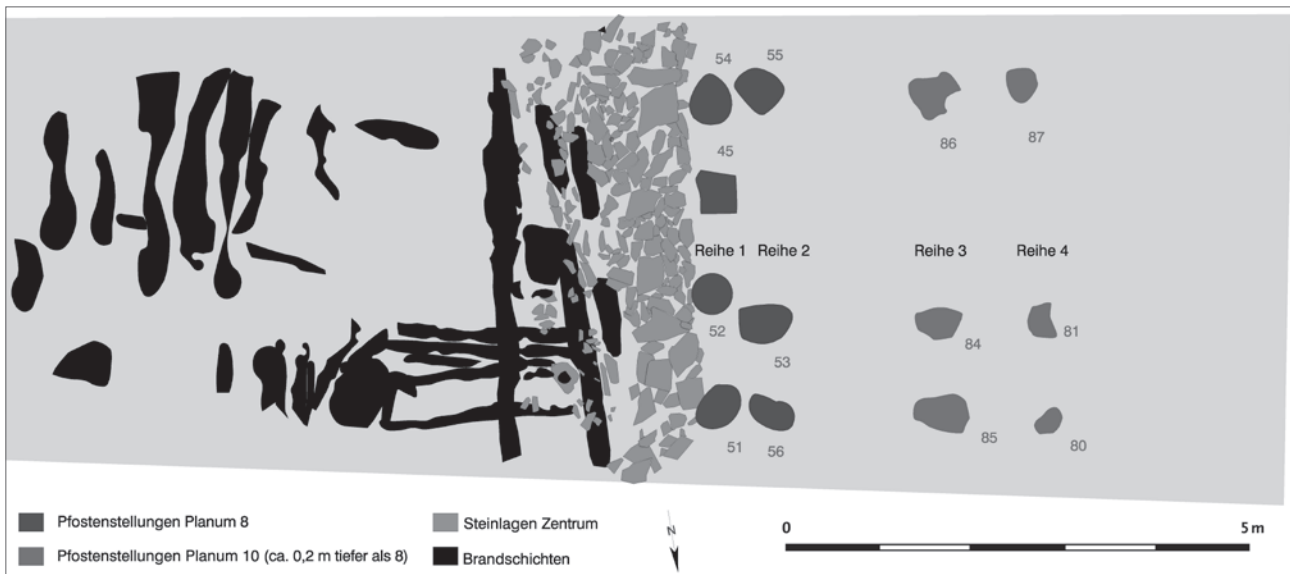 54
55
45
86
87
Reihe 1 Reihe 2 Reihe 3 Reihe 4
52
53
84
81
51
56
85
80
Pfostenstellungen Planum 8
Pfostenstellungen Planum 10 (ca. 0,2 m tiefer als 8)
Steinlagen Zentrum
Brandschichten
N
0
5 m